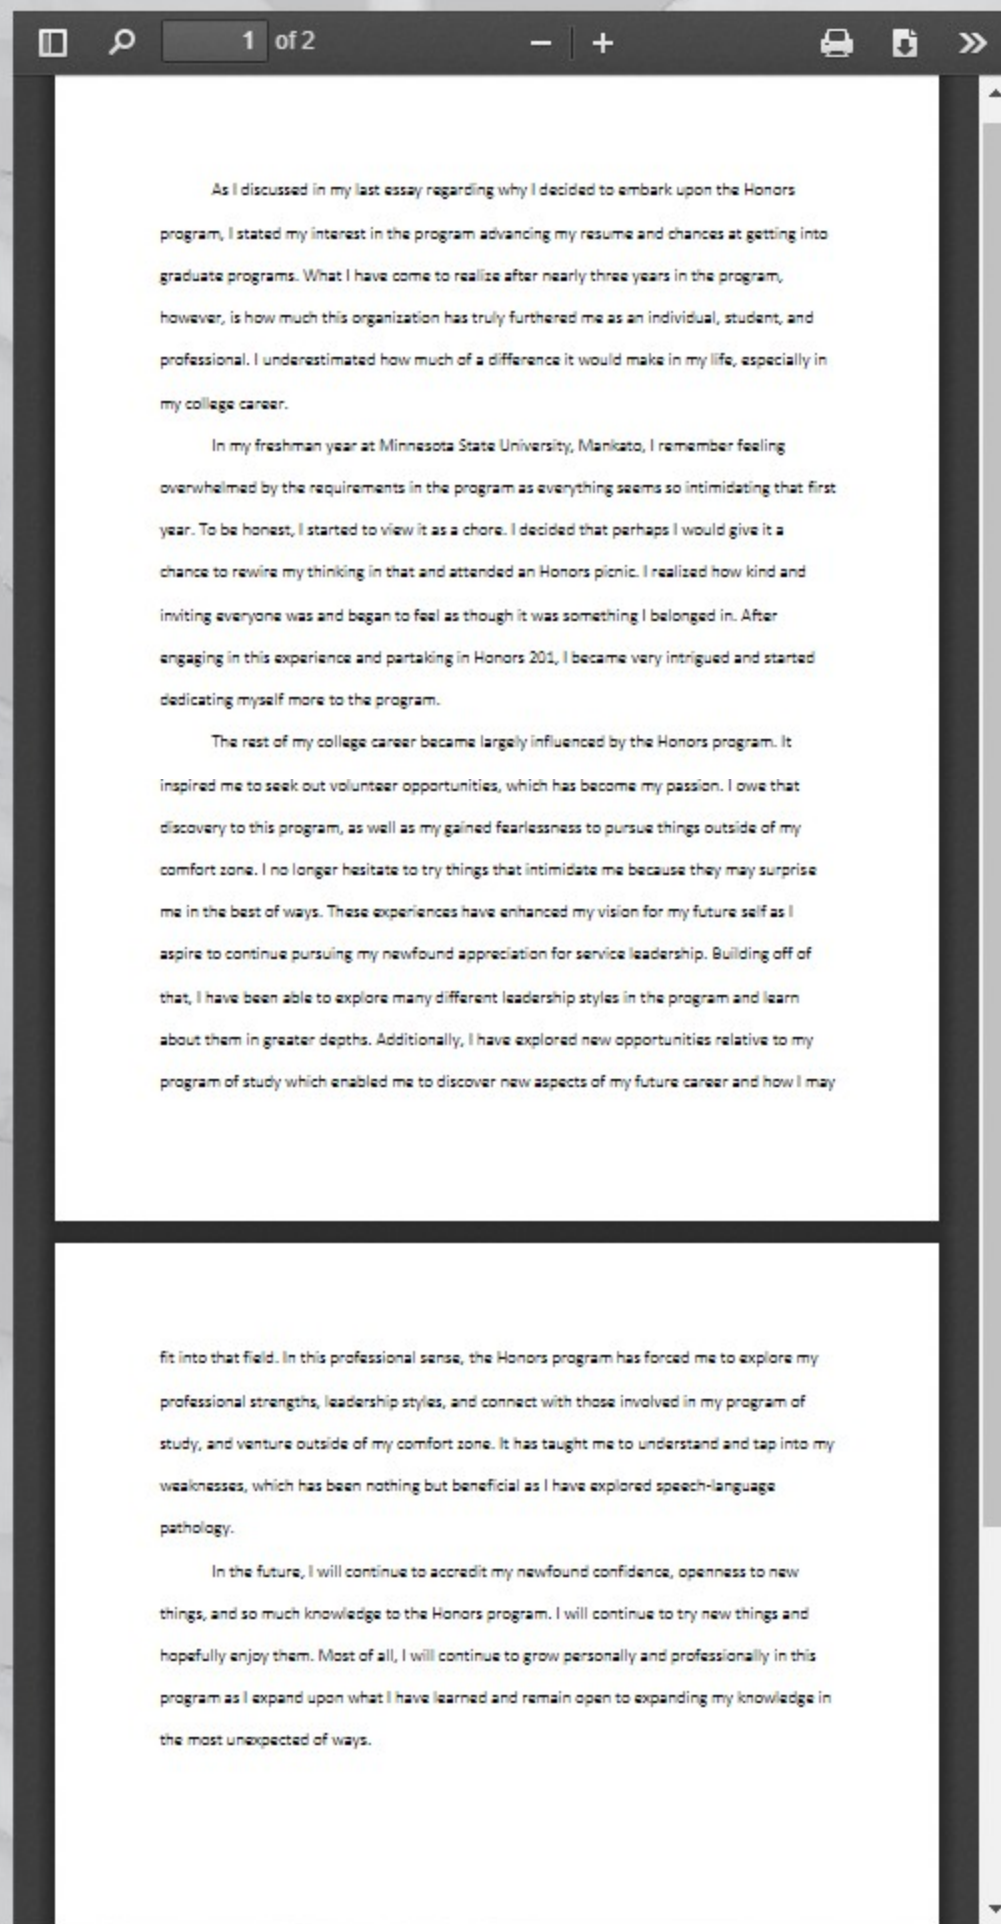 1 of 2
As I discussed in my last essay regarding why I decided to embark upon the Honors
program, I stated my interest in the program advancing my resume and chances at getting into
graduate programs. What I have come to realize after nearly three years in the program,
however, is how much this organization has truly furthered me as an individual, student, and
professional. I underestimated how much of a difference it would make in my life, especially in
my college career.
In my freshman year at Minnesota State University, Mankato, I remember feeling
overwhelmed by the requirements in the program as everything seems so intimidating that first
year. To be honest, I started to view it as a chore. I decided that perhaps I would give it a
chance to rewire my thinking in that and attended an Honors picnic. I realized how kind and
inviting everyone was and began to feel as though it was something I belonged in. After
engaging in this experience and partaking in Honors 201, I became very intrigued and started
dedicating myself more to the program.
The rest of my college career became largely influenced by the Honors program. It
inspired me to seek out volunteer opportunities, which has become my passion. I owe that
discovery to this program, as well as my gained fearlessness to pursue things outside of my
comfort zone. I no longer hesitate to try things that intimidate me because they may surprise
me in the best of ways. These experiences have enhanced my vision for my future self as I
aspire to continue pursuing my newfound appreciation for service leadership. Building off of
that, I have been able to explore many different leadership styles in the program and learn
about them in greater depths. Additionally, I have explored new opportunities relative to my
program of study which enabled me to discover new aspects of my future career and how I may
fit into that field. In this professional sense, the Honors program has forced me to explore my
professional strengths, leadership styles, and connect with those involved in my program of
study, and venture outside of my comfort zone. It has taught me to understand and tap into my
weaknesses, which has been nothing but beneficial as I have explored speech-language
pathology.
In the future, I will continue to accredit my newfound confidence, openness to new
things, and so much knowledge to the Honors program. I will continue to try new things and
hopefully enjoy them. Most of all, I will continue to grow personally and professionally in this
program as I expand upon what I have learned and remain open to expanding my knowledge in
the most unexpected of ways.